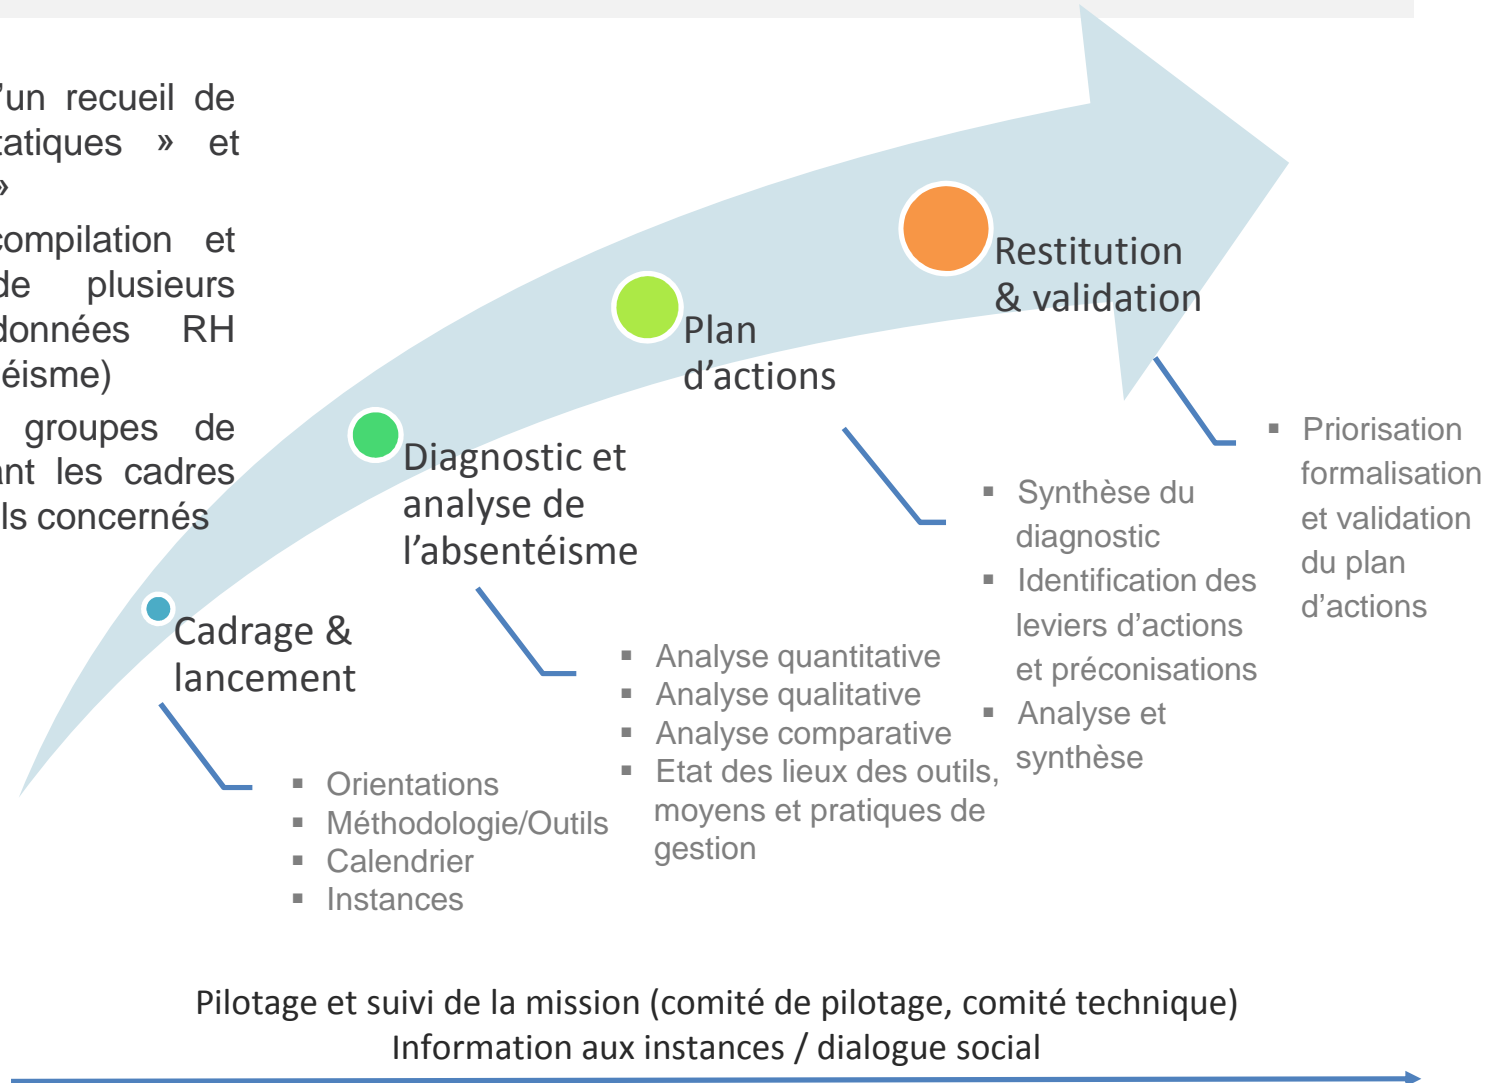 ’un recueil de
tatiques » et
»
compilation et
de plusieurs
données RH
téisme)
groupes de
ant les cadres
ls concernés
Restitution
& validation
Plan
d’actions
Diagnostic et
analyse de
l’absentéisme
Cadrage &
lancement
▪ Orientations
▪ Méthodologie/Outils
▪ Calendrier
▪ Instances
▪ Analyse quantitative
▪ Analyse qualitative
▪ Analyse comparative
▪ Etat des lieux des outils,
moyens et pratiques de
gestion
▪ Synthèse du
diagnostic
▪ Identification des
leviers d’actions
et préconisations
▪ Analyse et
synthèse
▪ Priorisation
formalisation
et validation
du plan
d’actions
Pilotage et suivi de la mission (comité de pilotage, comité technique)
Information aux instances / dialogue social